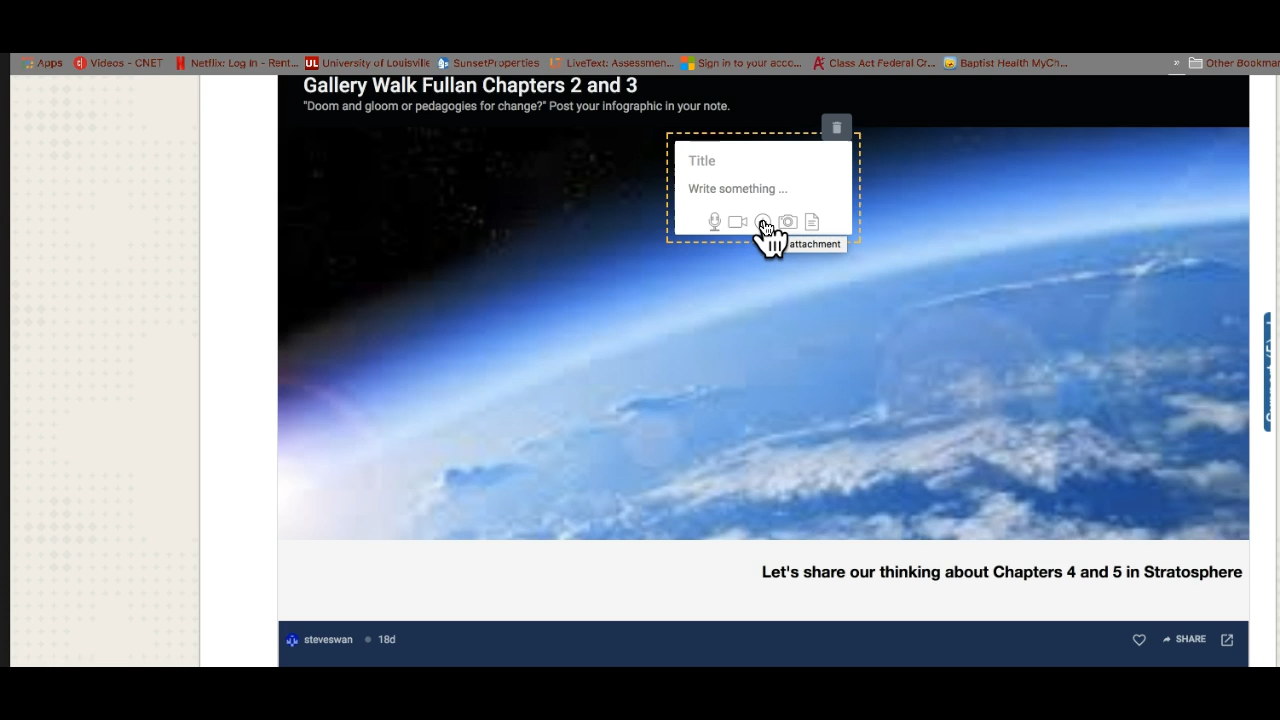 Apps Videos - CNET Netflix: Log In - Rent... UL University of Louisville SunsetProperties LiveText: Assessmen... Sign in to your acco... Class Act Federal Cr... Baptist Health MyCh... » Other Bookmar
Gallery Walk Fullan Chapters 2 and 3
"Doom and gloom or pedagogies for change?" Post your infographic in your note.
Title
Write something ...
attachment
Let's share our thinking about Chapters 4 and 5 in Stratosphere
steveswan 18d SHARE